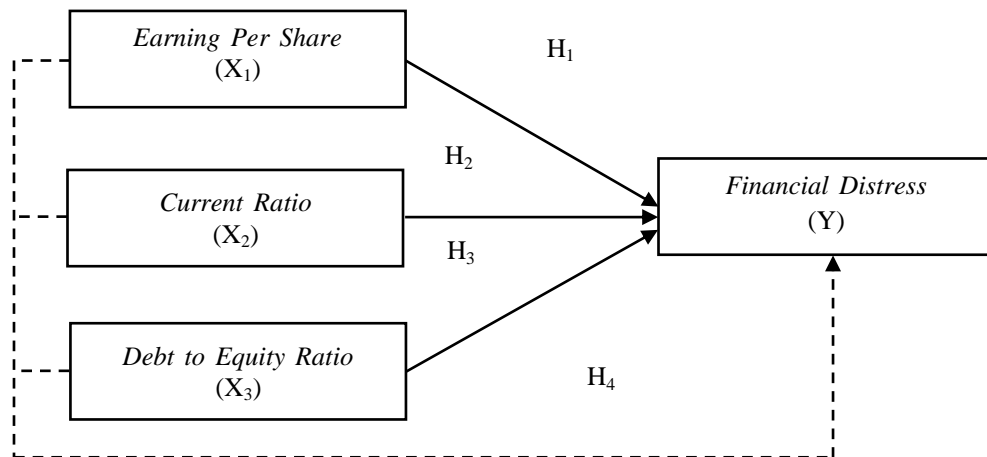 Earning Per Share
(X₁)
H₁
H₂
Current Ratio
(X₂)
Financial Distress
(Y)
H₃
Debt to Equity Ratio
(X₃)
H₄